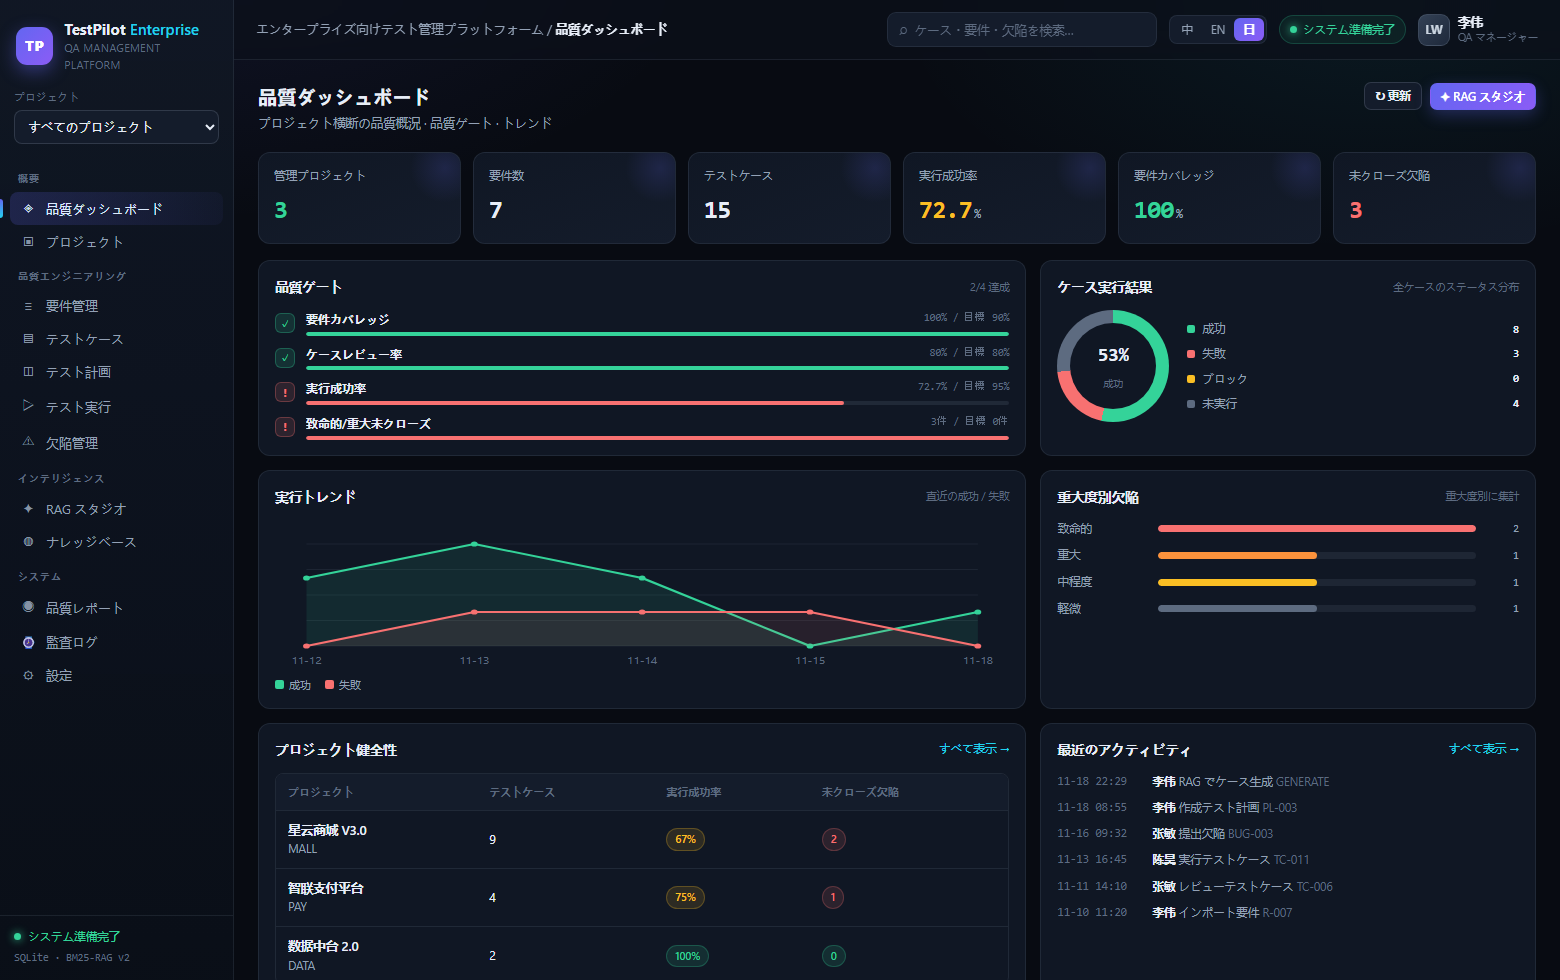 TP
TestPilot Enterprise
QA MANAGEMENT
PLATFORM
プロジェクト
すべてのプロジェクト
概要
品質ダッシュボード
プロジェクト
品質エンジニアリング
要件管理
テストケース
テスト計画
テスト実行
欠陥管理
インテリジェンス
RAG スタジオ
ナレッジベース
システム
品質レポート
監査ログ
設定
システム準備完了
SQLite · BM25-RAG v2
エンタープライズ向けテスト管理プラットフォーム / 品質ダッシュボード
ケース・要件・欠陥を検索...
中 EN 日
システム準備完了
LW
李伟
QA マネージャー
品質ダッシュボード
プロジェクト横断の品質概況 · 品質ゲート · トレンド
↻ 更新
✦ RAG スタジオ
管理プロジェクト
3
要件数
7
テストケース
15
実行成功率
72.7%
要件カバレッジ
100%
未クローズ欠陥
3
品質ゲート
2/4 達成
✓ 要件カバレッジ 100% / 目標 90%
✓ ケースレビュー率 80% / 目標 80%
! 実行成功率 72.7% / 目標 95%
! 致命的/重大未クローズ 3件 / 目標 0件
ケース実行結果
全ケースのステータス分布
53%
成功
成功 8
失敗 3
ブロック 0
未実行 4
実行トレンド
直近の成功 / 失敗
11-12 11-13 11-14 11-15 11-18
成功 失敗
重大度別欠陥
重大度別に集計
致命的 2
重大 1
中程度 1
軽微 1
プロジェクト健全性
すべて表示 →
プロジェクト テストケース 実行成功率 未クローズ欠陥
星云商城 V3.0
MALL
9 67% 2
智联支付平台
PAY
4 75% 1
数据中台 2.0
DATA
2 100% 0
最近のアクティビティ
すべて表示 →
11-18 22:29 李伟 RAG でケース生成 GENERATE
11-18 08:55 李伟 作成テスト計画 PL-003
11-16 09:32 张敏 提出欠陥 BUG-003
11-13 16:45 陈昊 実行テストケース TC-011
11-11 14:10 张敏 レビューテストケース TC-006
11-10 11:20 李伟 インポート要件 R-007